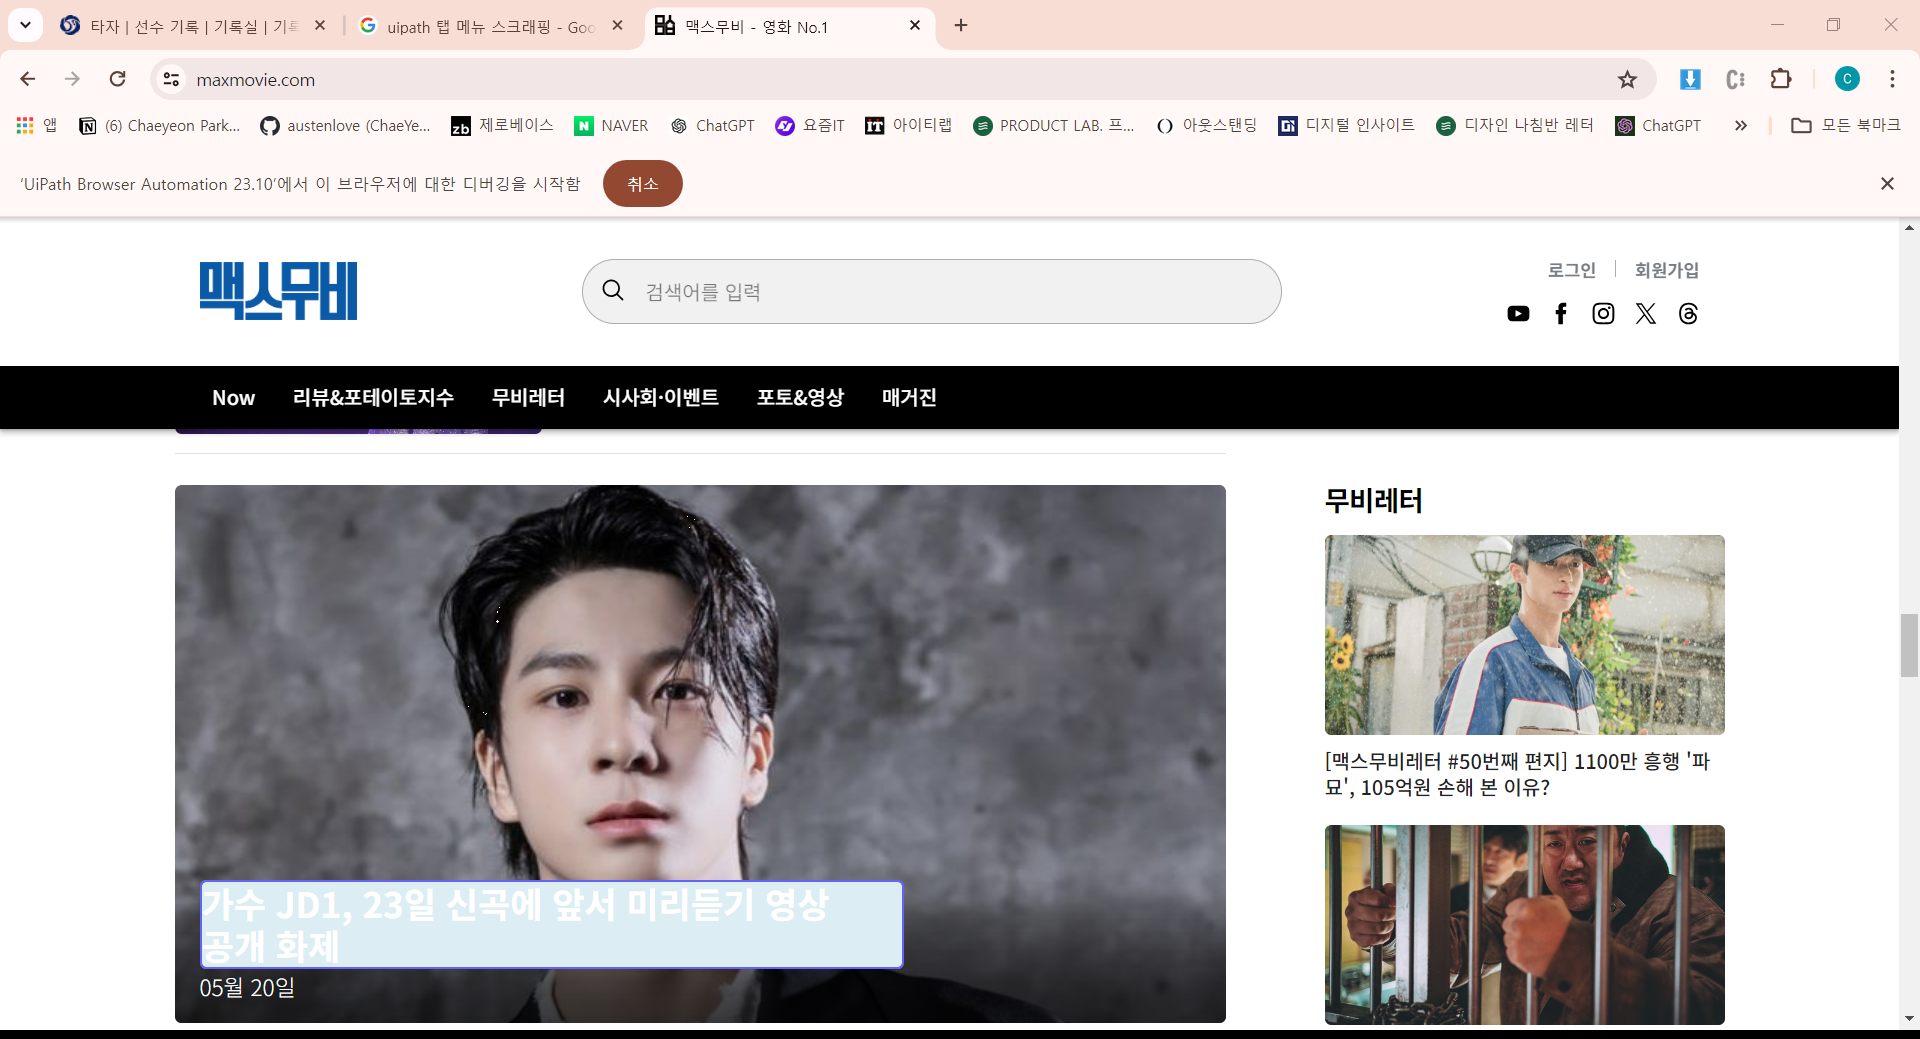 타자 | 선수 기록 | 기록실 | 기록
uipath 탭 메뉴 스크래핑 - Goo
맥스무비 - 영화 No.1
maxmovie.com
C
앱
(6) Chaeyeon Park...
austenlove (ChaeYe...
zb 제로베이스
N NAVER
ChatGPT
요즘IT
IT 아이티랩
PRODUCT LAB. 프...
아웃스탠딩
디지털 인사이트
디자인 나침반 레터
ChatGPT
모든 북마크
‘UiPath Browser Automation 23.10’에서 이 브라우저에 대한 디버깅을 시작함
취소
맥스무비
검색어를 입력
로그인
회원가입
Now
리뷰&포테이토지수
무비레터
시사회·이벤트
포토&영상
매거진
무비레터
[맥스무비레터 #50번째 편지] 1100만 흥행 '파
묘', 105억원 손해 본 이유?
가수 JD1, 23일 신곡에 앞서 미리듣기 영상
공개 화제
05월 20일